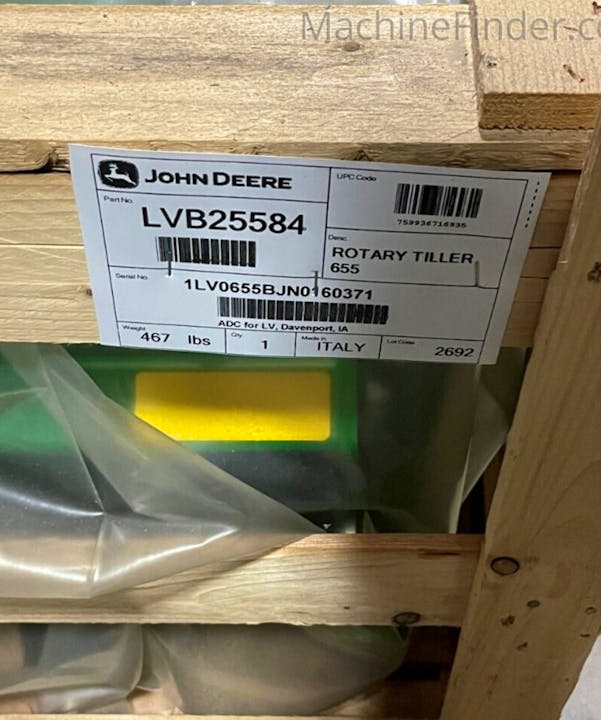 MachineFinder.co
JOHN DEERE
UPC Code
Part No.
LVB25584
759936716935
Desc
ROTARY TILLER
655
Serial No.
1LV0655BJN0160371
ADC for LV, Davenport, IA
Weight
467 lbs
Qty
1
Made in
ITALY
Lot Code
2692